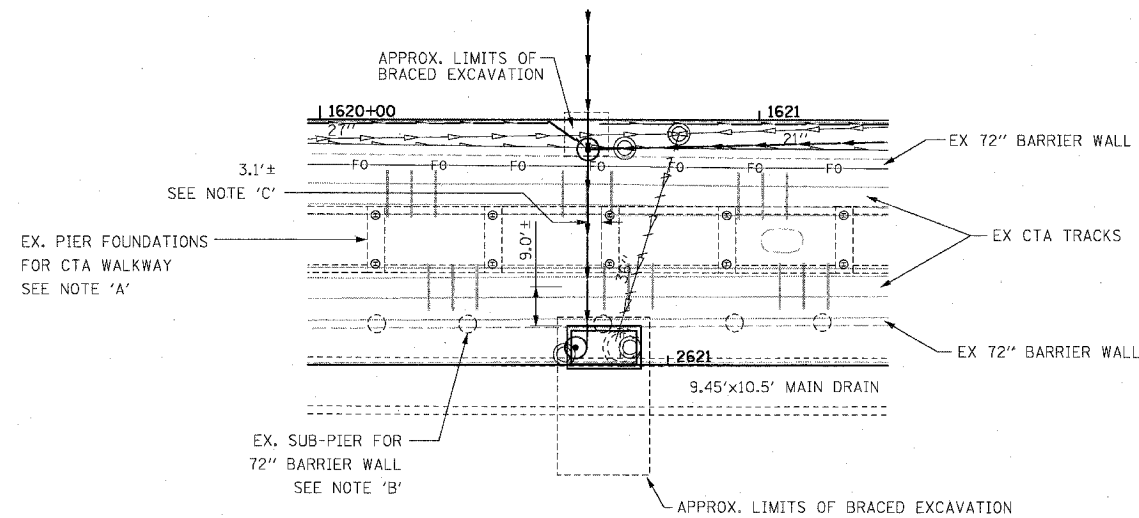 APPROX. LIMITS OF
BRACED EXCAVATION
1620+00
1621
27"
21"
EX 72" BARRIER WALL
FO FO FO FO FO FO FO
3.1'±
SEE NOTE 'C'
EX. PIER FOUNDATIONS
FOR CTA WALKWAY
SEE NOTE 'A'
9.0'±
36"
EX CTA TRACKS
EX 72" BARRIER WALL
2621
9.45'x10.5' MAIN DRAIN
EX. SUB-PIER FOR
72" BARRIER WALL
SEE NOTE 'B'
APPROX. LIMITS OF BRACED EXCAVATION